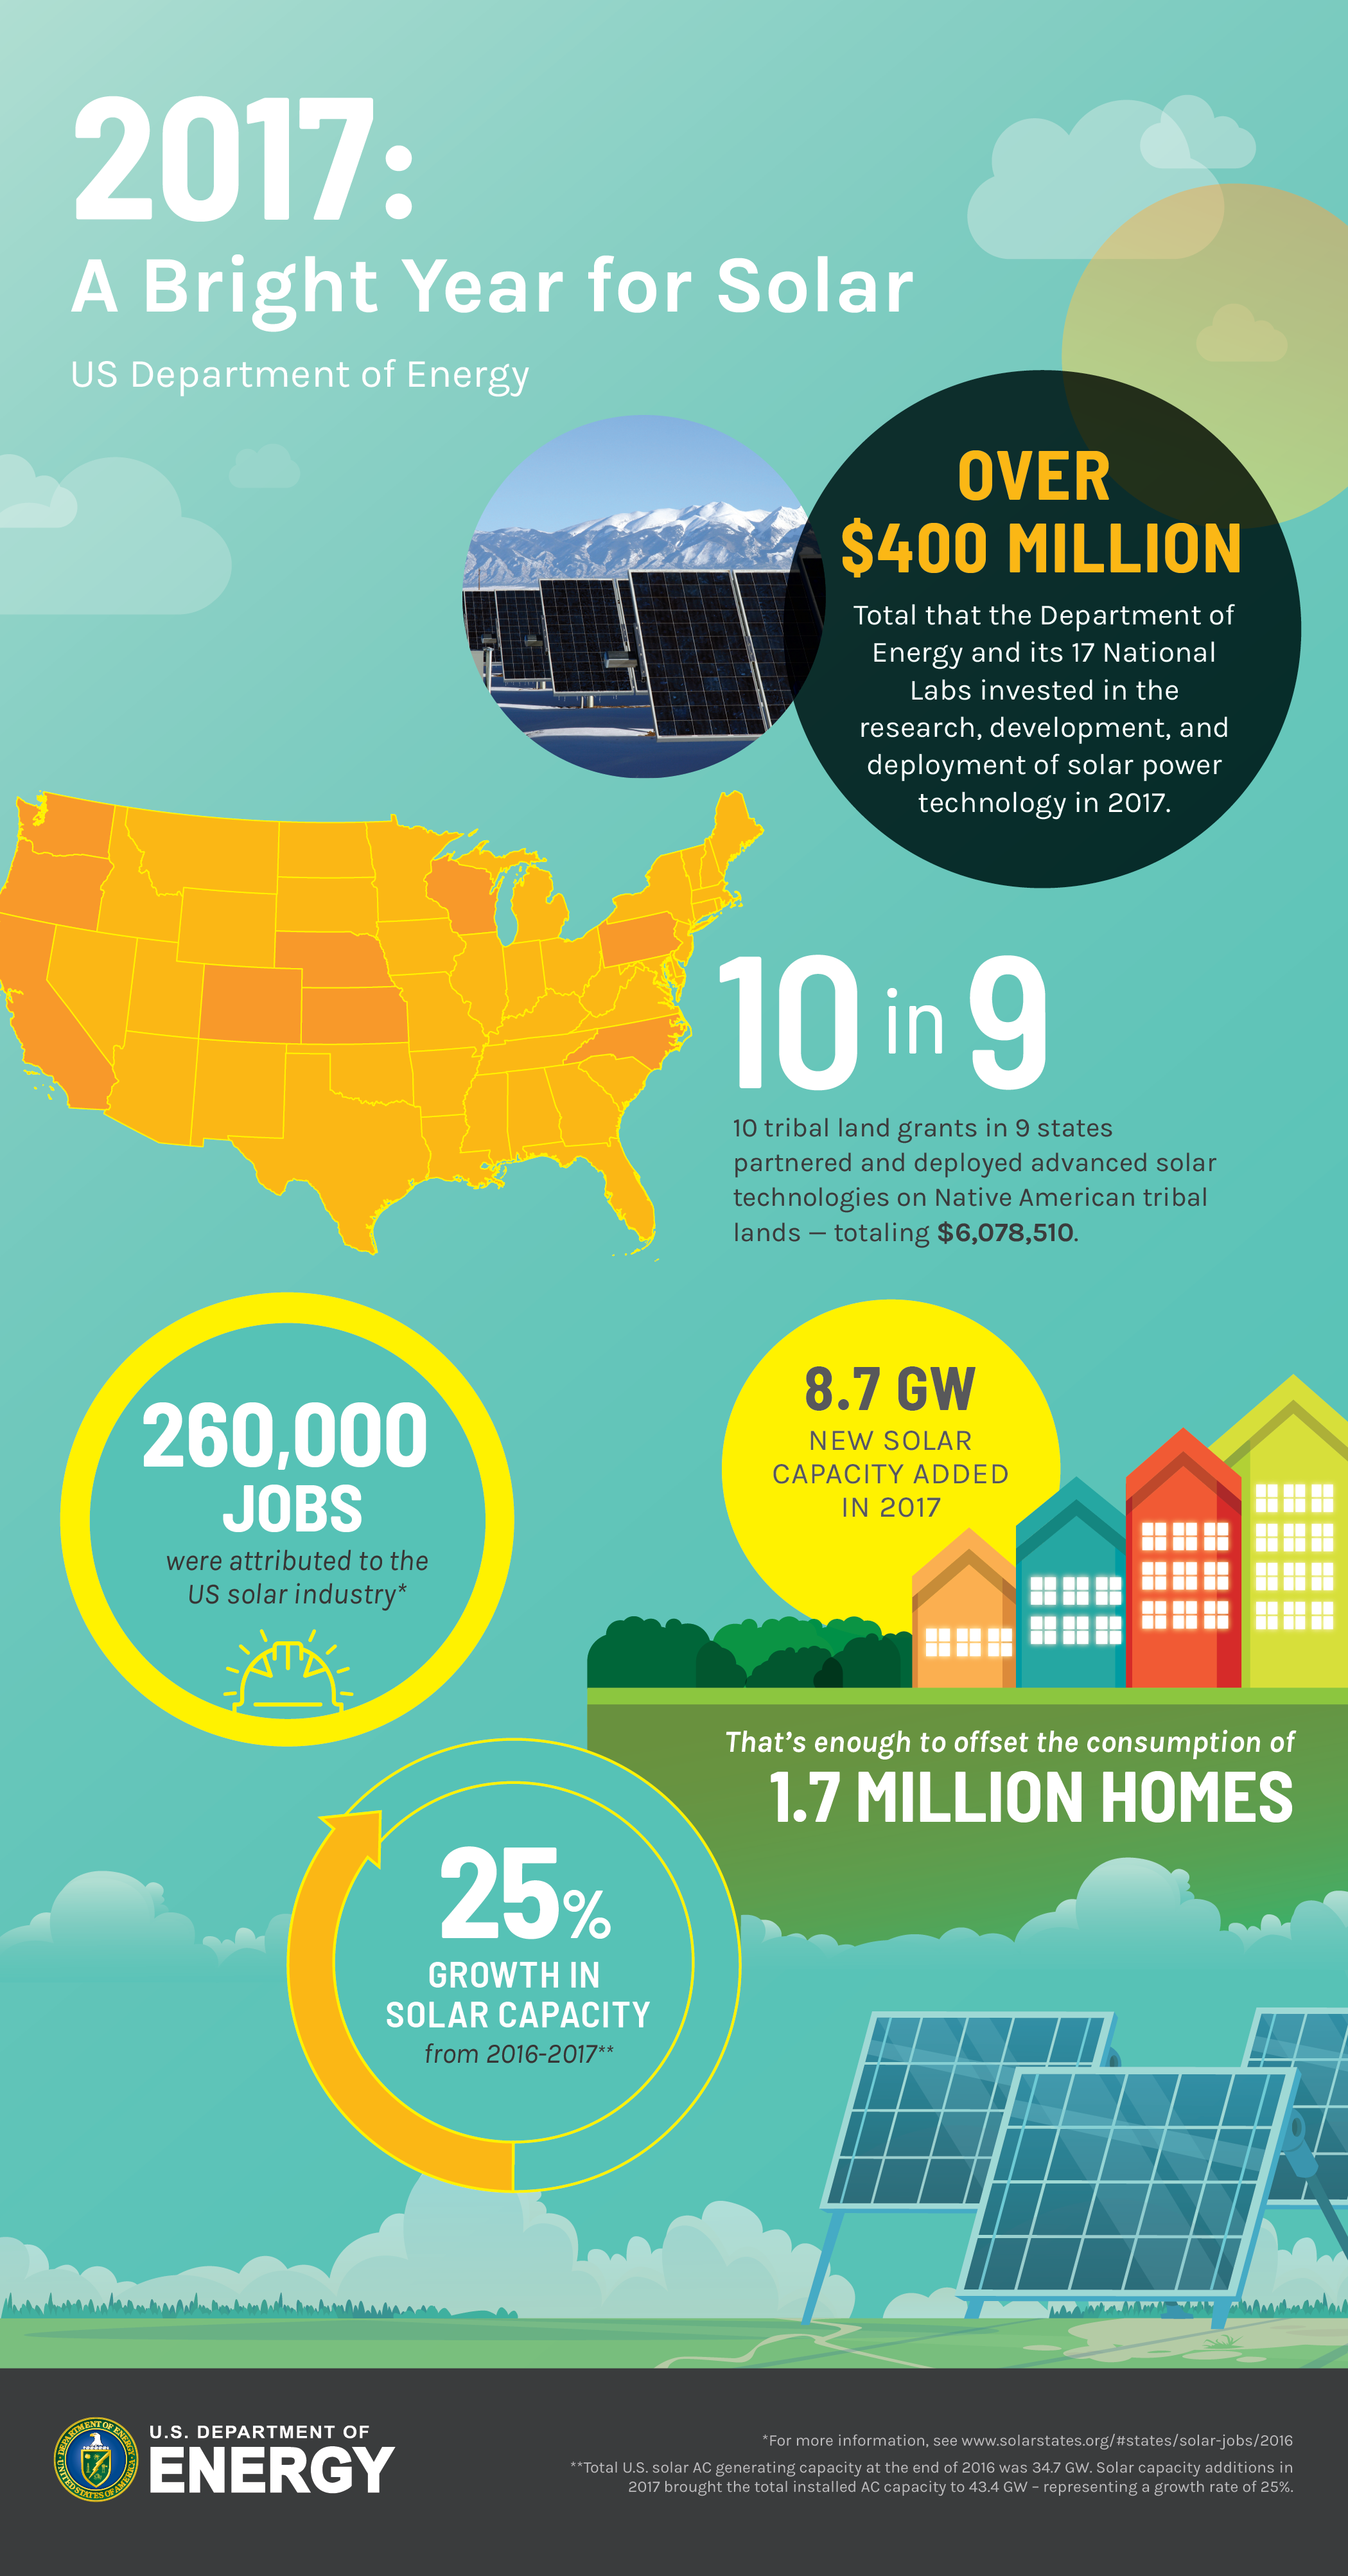 2017:
A Bright Year for Solar
US Department of Energy
OVER
$400 MILLION
Total that the Department of
Energy and its 17 National
Labs invested in the
research, development, and
deployment of solar power
technology in 2017.
10 in 9
10 tribal land grants in 9 states
partnered and deployed advanced solar
technologies on Native American tribal
lands — totaling $6,078,510.
260,000
JOBS
were attributed to the
US solar industry*
8.7 GW
NEW SOLAR
CAPACITY ADDED
IN 2017
That's enough to offset the consumption of
1.7 MILLION HOMES
25%
GROWTH IN
SOLAR CAPACITY
from 2016-2017**
DEPARTMENT OF ENERGY
UNITED STATES OF AMERICA
U.S. DEPARTMENT OF
ENERGY
*For more information, see www.solarstates.org/#states/solar-jobs/2016
**Total U.S. solar AC generating capacity at the end of 2016 was 34.7 GW. Solar capacity additions in
2017 brought the total installed AC capacity to 43.4 GW – representing a growth rate of 25%.